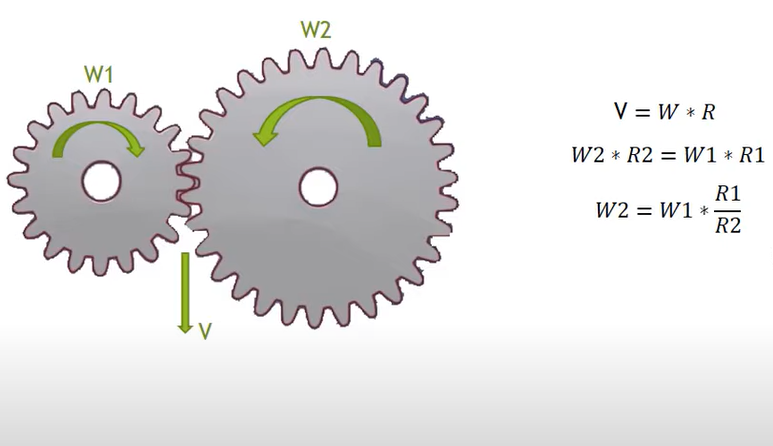 W2
W1
V = W * R
W2 * R2 = W1 * R1
W2 = W1 * R1/R2
V